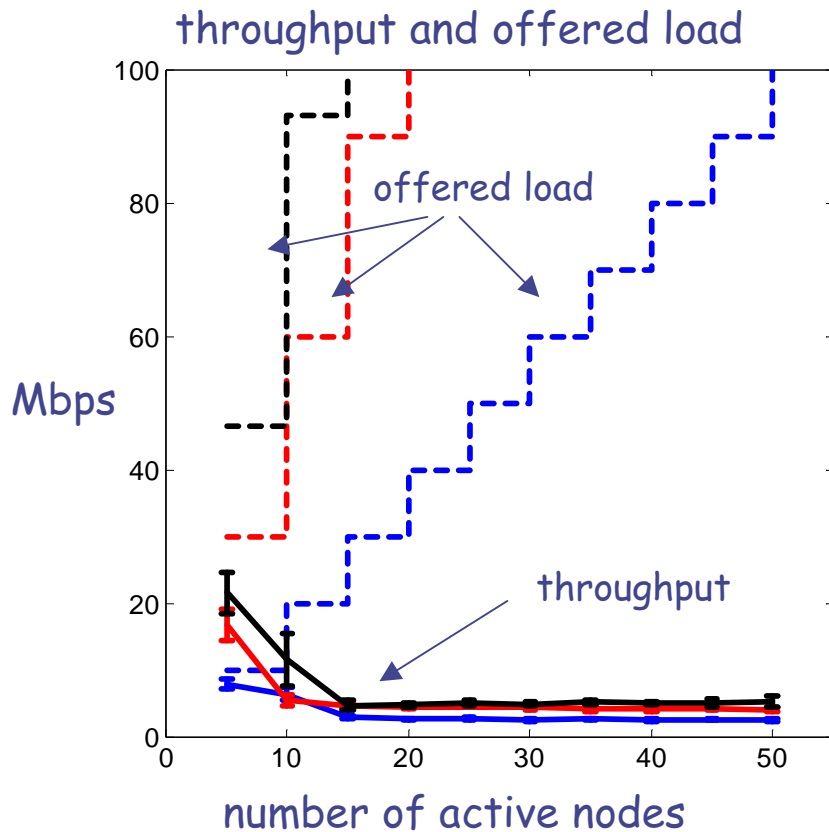 throughput and offered load
100
offered load
80
60
Mbps
40
throughput
20
0
0 10 20 30 40 50
number of active nodes